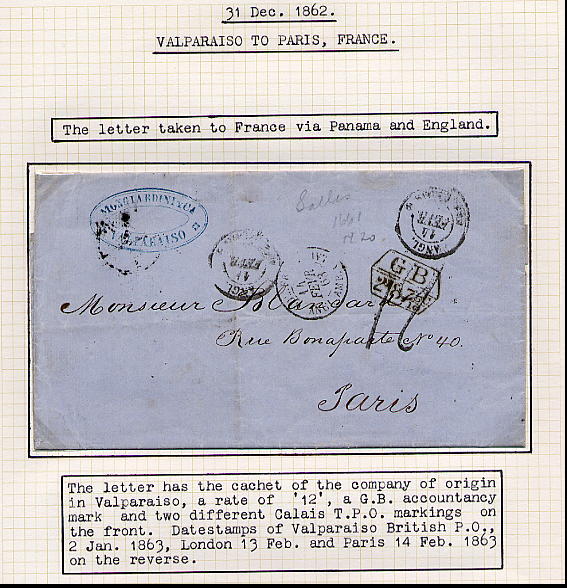 31 Dec. 1862.
VALPARAISO TO PARIS, FRANCE.
The letter taken to France via Panama and England.
VALPARAISO
ANGL.
G B
Monsieur
Rue Bonaparte No 40.
Paris
The letter has the cachet of the company of origin
in Valparaiso, a rate of '12', a G.B. accountancy
mark and two different Calais T.P.O. markings on
the front. Datestamps of Valparaiso British P.O.,
2 Jan. 1863, London 13 Feb. and Paris 14 Feb. 1863
on the reverse.